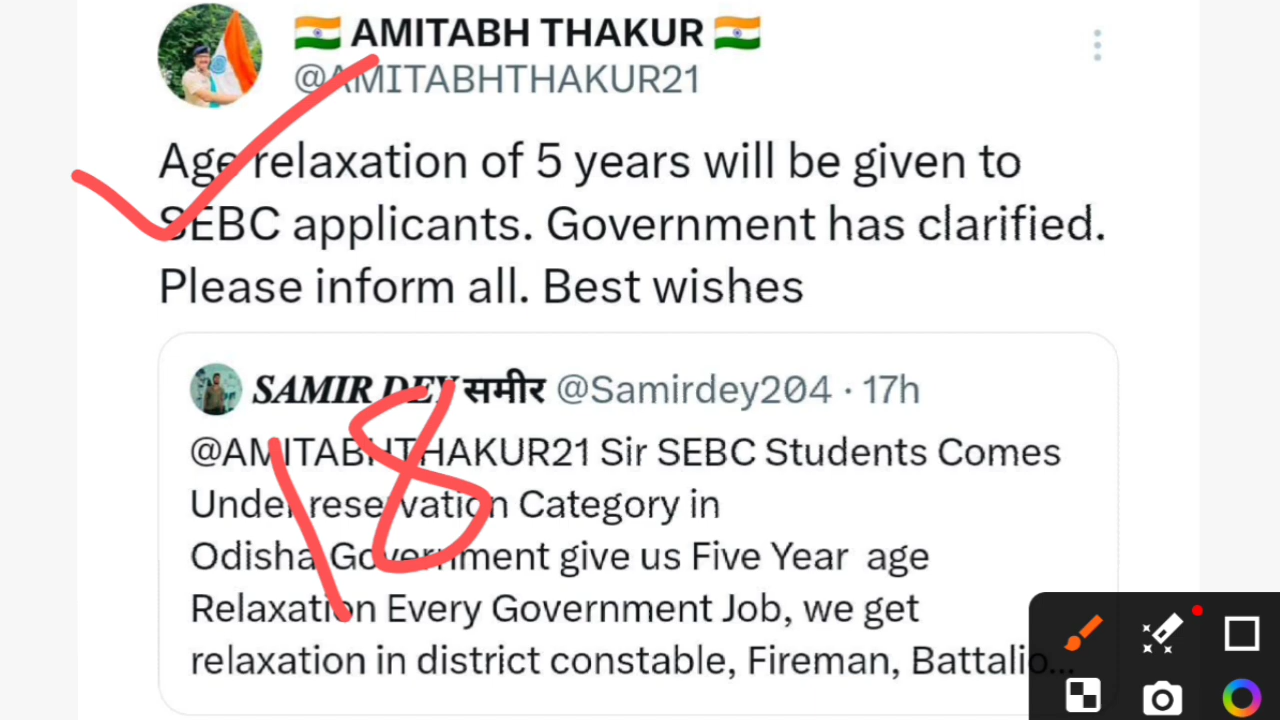 🇮🇳 AMITABH THAKUR 🇮🇳
@AMITABHTHAKUR21
Age relaxation of 5 years will be given to
SEBC applicants. Government has clarified.
Please inform all. Best wishes
SAMIR DEY समीर @Samirdey204 · 17h
@AMITABHTHAKUR21 Sir SEBC Students Comes
Under reservation Category in
Odisha Government give us Five Year age
Relaxation Every Government Job, we get
relaxation in district constable, Fireman, Battalio...
18